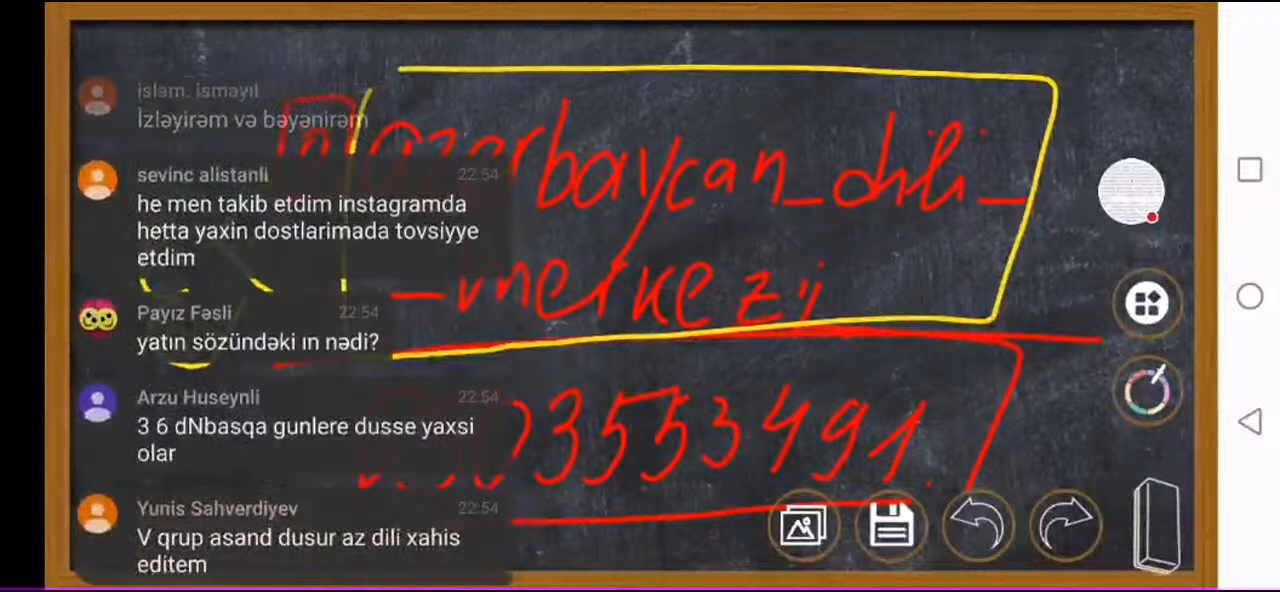 islam. ismayıl
İzləyirəm və bəyənirəm
sevinc alistanli 22:54
he men takib etdim instagramda
hetta yaxin dostlarimada tovsiyye
etdim
Payız Fəsli 22:54
yatın sözündəki ın nədi?
Arzu Huseynli 22:54
3 6 dNbasqa gunlere dusse yaxsi
olar
Yunis Sahverdiyev 22:54
V qrup asand dusur az dili xahis
editem
azerbaycan_dili_
_merkezi
3553491